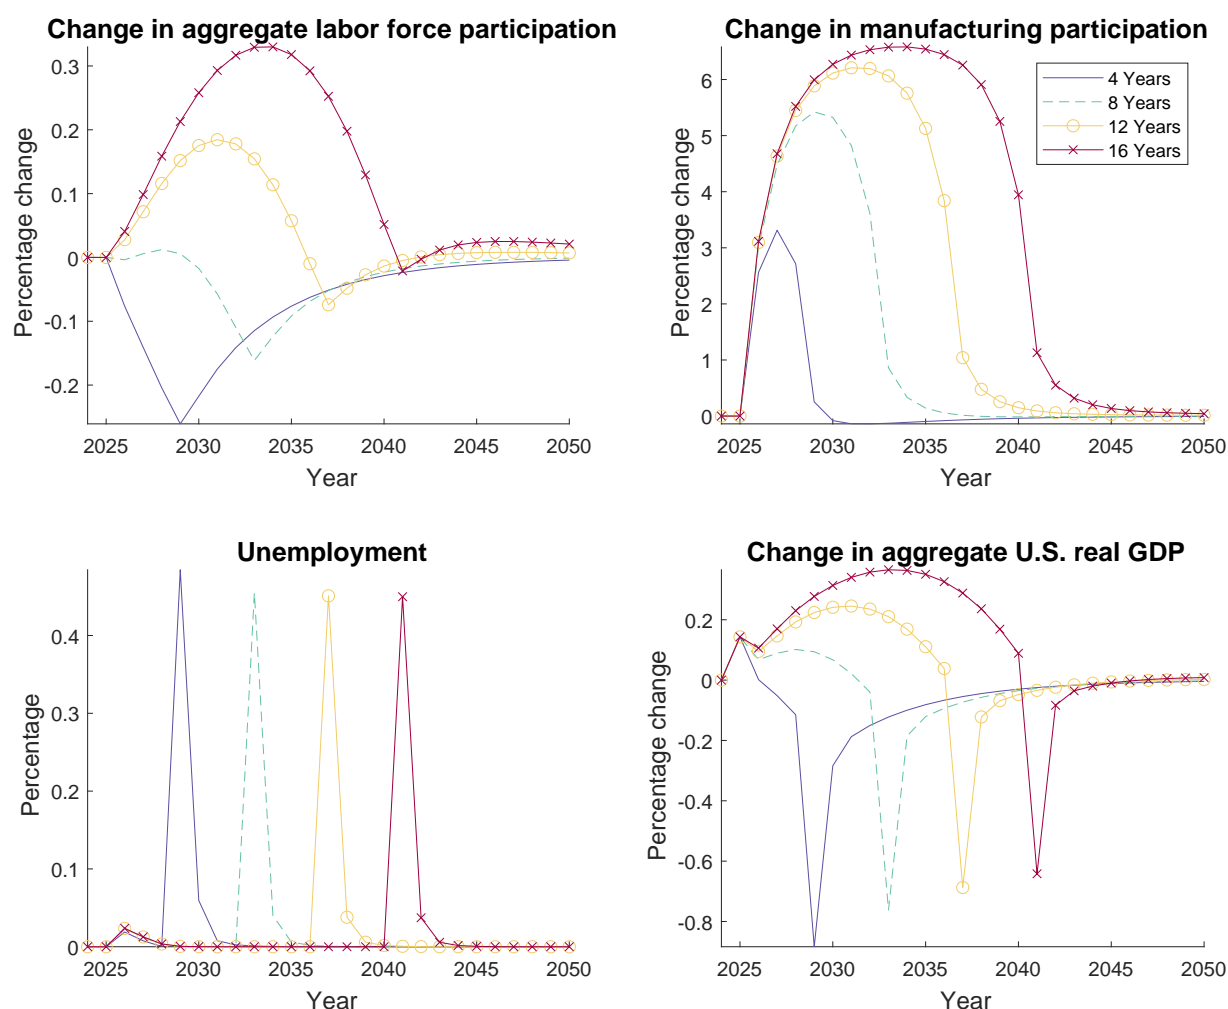 Change in aggregate labor force participation
Percentage change
0.3
0.2
0.1
0
-0.1
-0.2
2025 2030 2035 2040 2045 2050
Year
Change in manufacturing participation
Percentage change
6
5
4
3
2
1
0
4 Years
8 Years
12 Years
16 Years
2025 2030 2035 2040 2045 2050
Year
Unemployment
Percentage
0.4
0.3
0.2
0.1
0
2025 2030 2035 2040 2045 2050
Year
Change in aggregate U.S. real GDP
Percentage change
0.2
0
-0.2
-0.4
-0.6
-0.8
2025 2030 2035 2040 2045 2050
Year